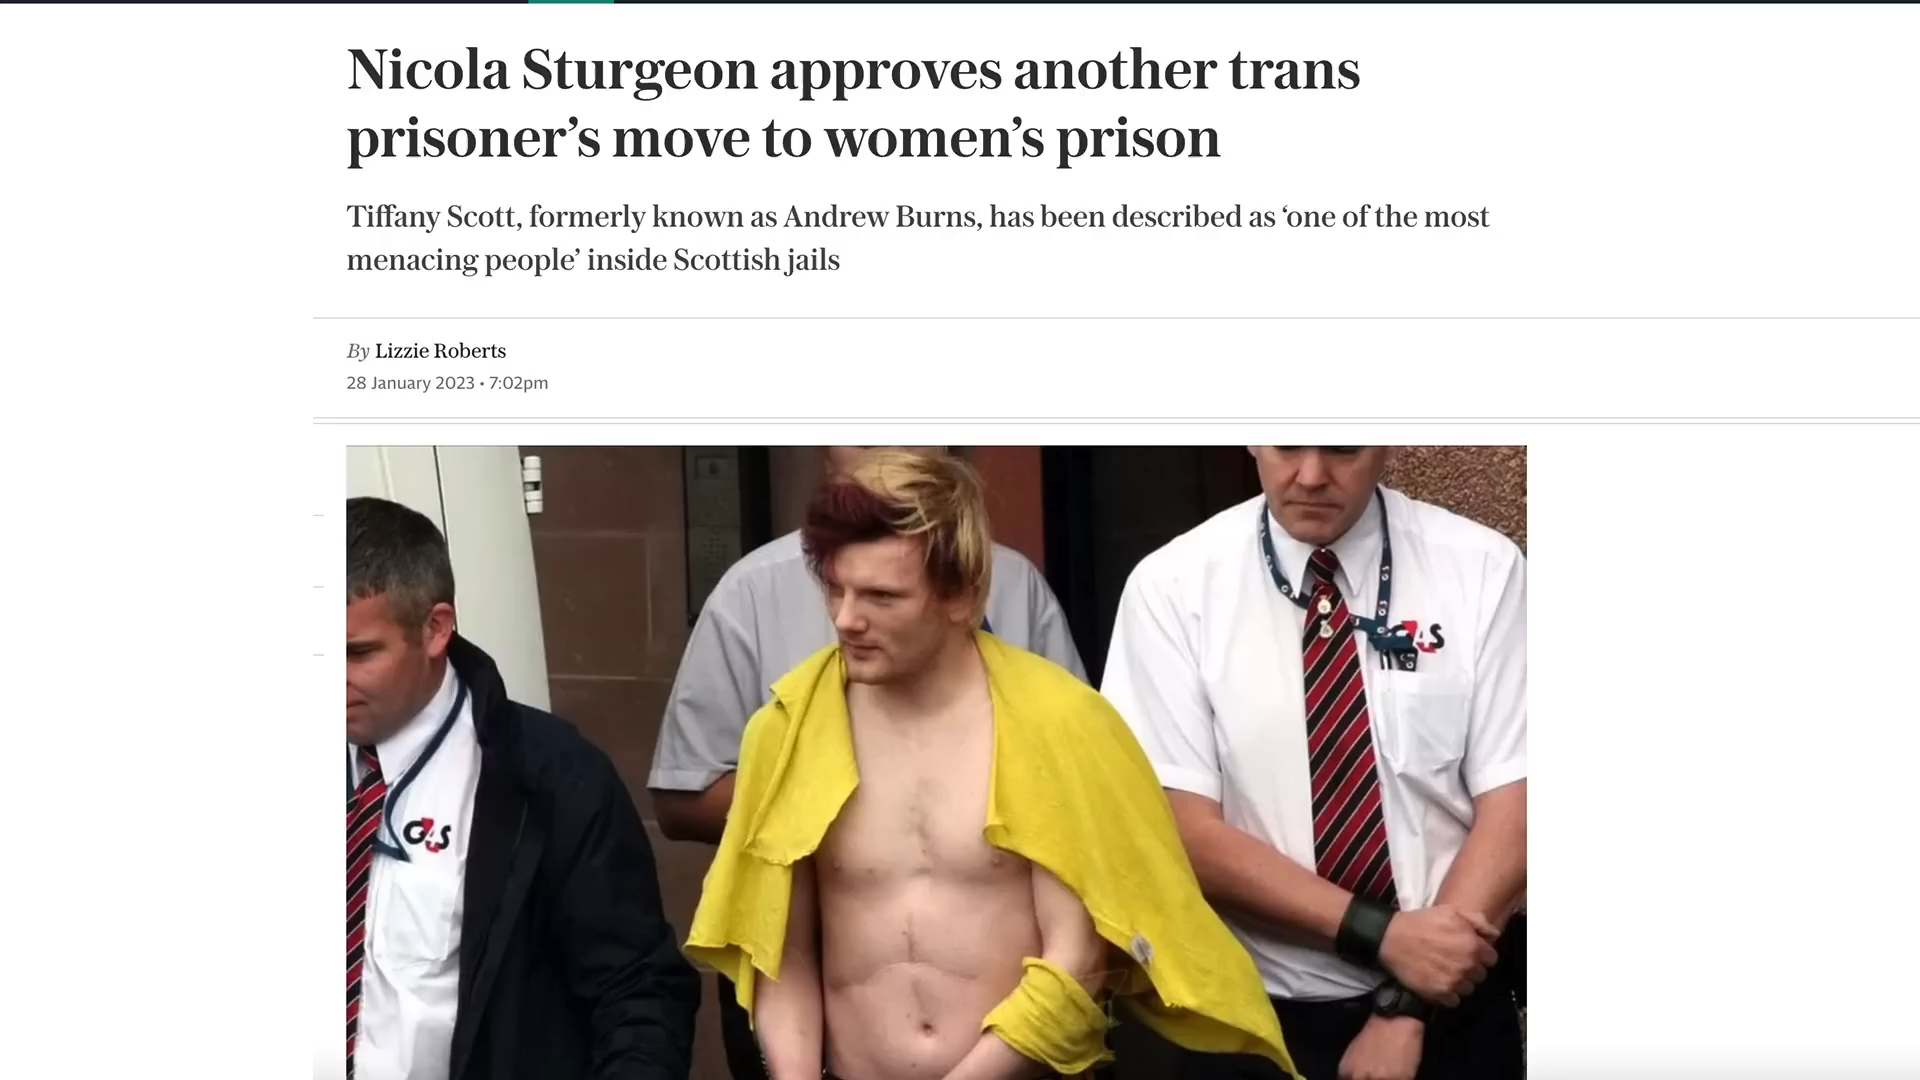 Nicola Sturgeon approves another trans
prisoner’s move to women’s prison
Tiffany Scott, formerly known as Andrew Burns, has been described as ‘one of the most
menacing people’ inside Scottish jails
By Lizzie Roberts
28 January 2023 • 7:02pm
G4S
G4S